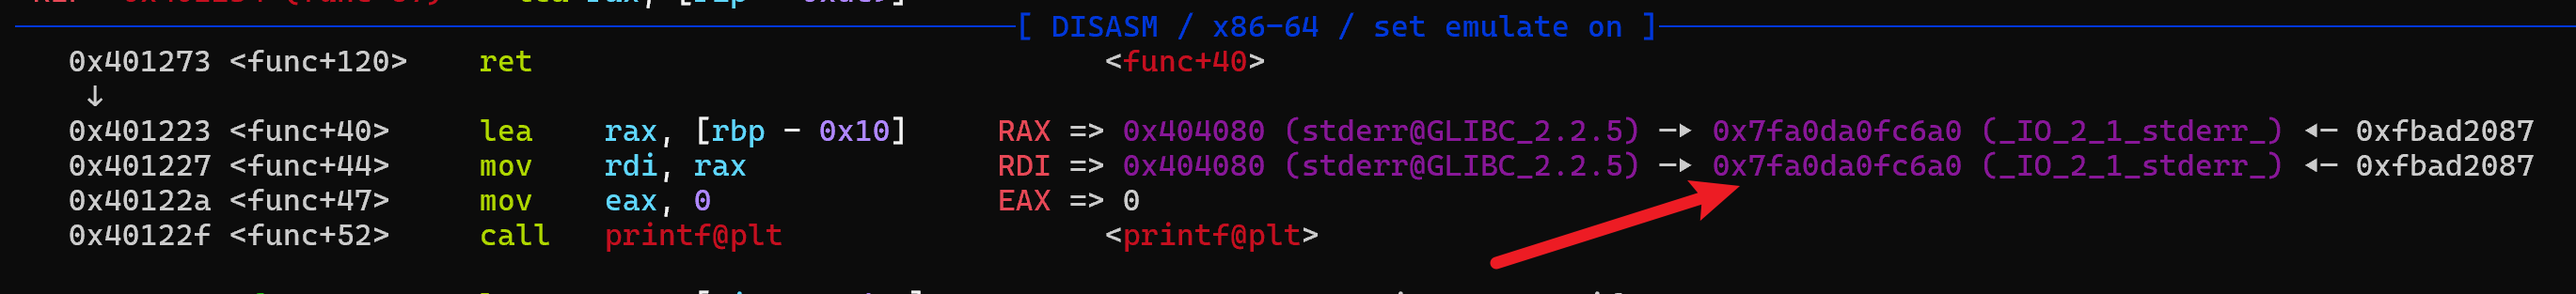 [ DISASM / x86-64 / set emulate on ]
0x401273 <func+120> ret <func+40>
↓
0x401223 <func+40> lea rax, [rbp - 0x10] RAX => 0x404080 (stderr@GLIBC_2.2.5) —▸ 0x7fa0da0fc6a0 (_IO_2_1_stderr_) ◂— 0xfbad2087
0x401227 <func+44> mov rdi, rax RDI => 0x404080 (stderr@GLIBC_2.2.5) —▸ 0x7fa0da0fc6a0 (_IO_2_1_stderr_) ◂— 0xfbad2087
0x40122a <func+47> mov eax, 0 EAX => 0
0x40122f <func+52> call printf@plt <printf@plt>